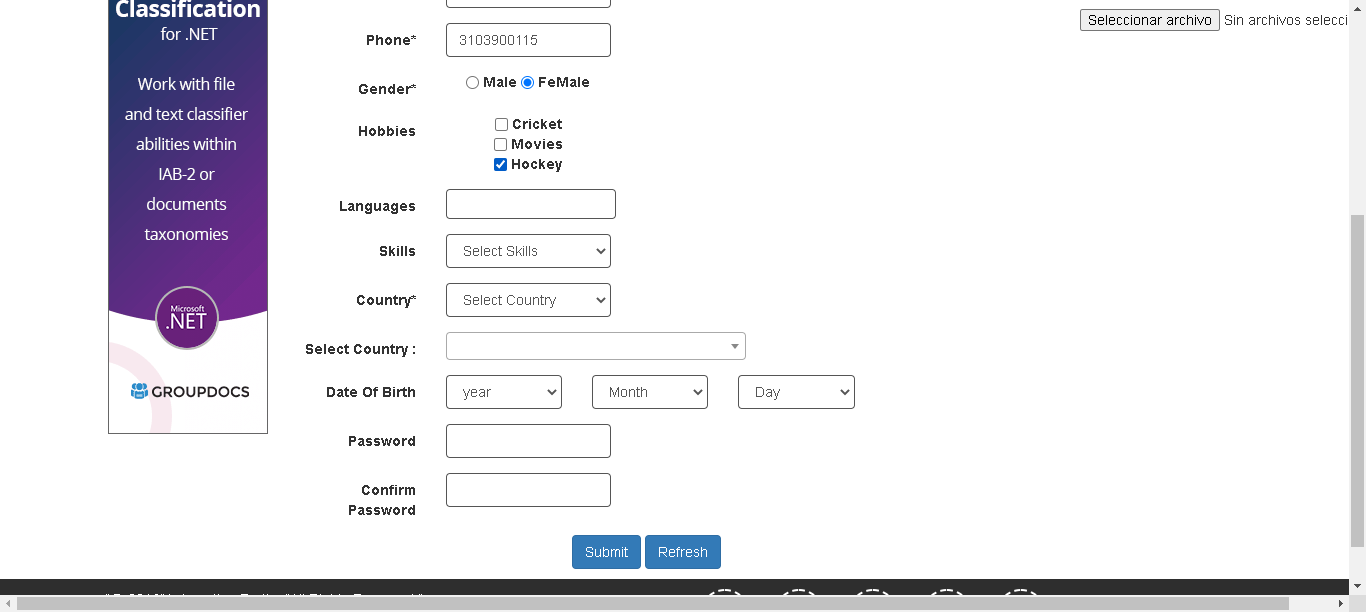 Classification
for .NET
Work with file
and text classifier
abilities within
IAB-2 or
documents
taxonomies
Microsoft
.NET
GROUPDOCS
Seleccionar archivo Sin archivos selecci
Phone* 3103900115
Gender* Male FeMale
Hobbies Cricket
Movies
Hockey
Languages
Skills Select Skills
Country* Select Country
Select Country :
Date Of Birth year Month Day
Password
Confirm
Password
Submit Refresh